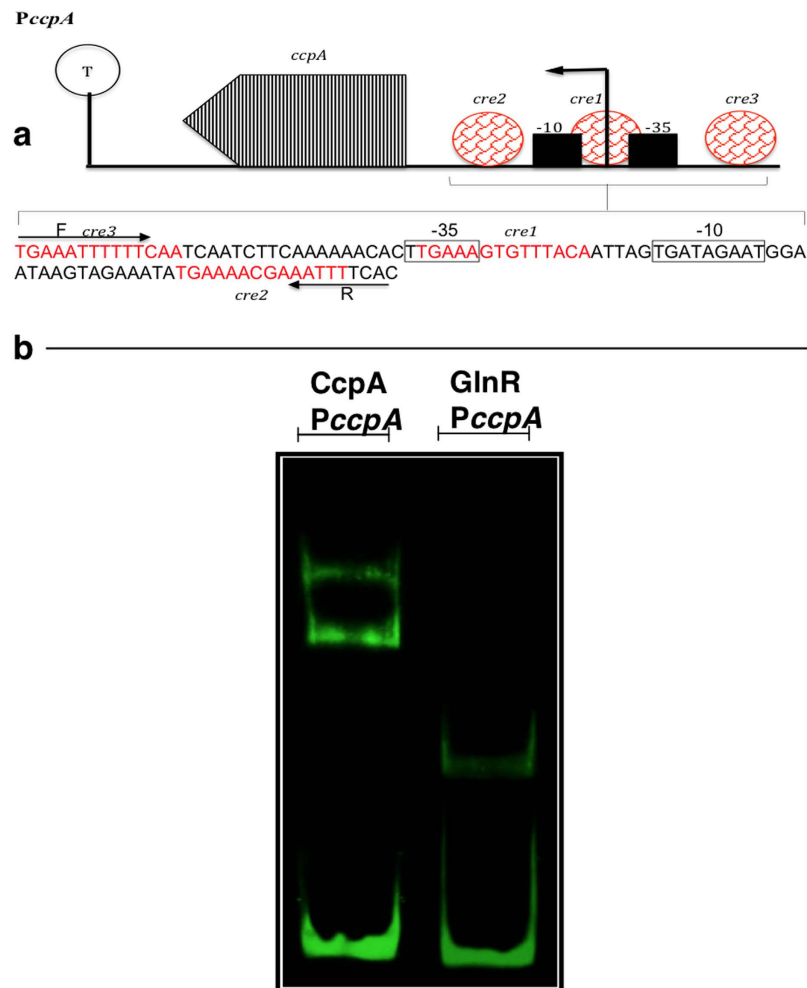 PccpA
T
ccpA
cre2 cre1 cre3
a
-10 -35
F cre3 -35 cre1 -10
TGAAATTTTTTCAATCAATCTTCAAAAAACACTTGAAAGTGTTTACAATTAGTGATAGAATGGA
ATAAGTAGAAATATGAAAACGAAATTTTCAC
cre2 R
b
CcpA GlnR
PccpA PccpA